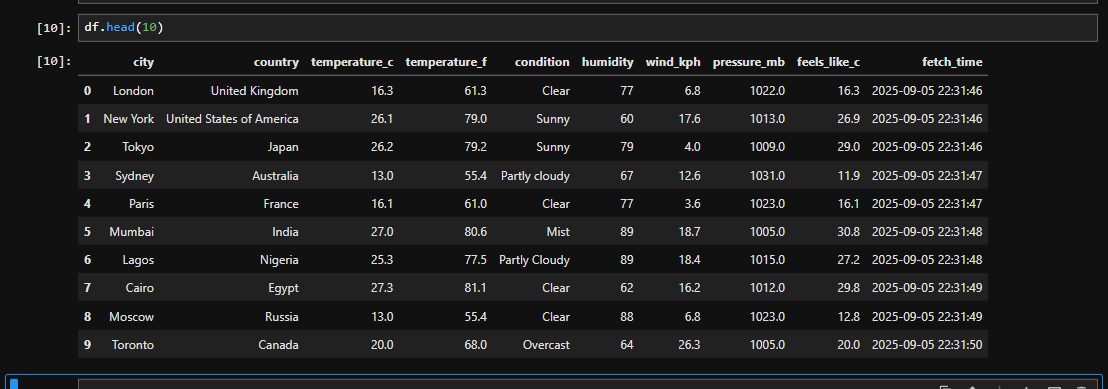 [10]: df.head(10)
[10]: city country temperature_c temperature_f condition humidity wind_kph pressure_mb feels_like_c fetch_time
0 London United Kingdom 16.3 61.3 Clear 77 6.8 1022.0 16.3 2025-09-05 22:31:46
1 New York United States of America 26.1 79.0 Sunny 60 17.6 1013.0 26.9 2025-09-05 22:31:46
2 Tokyo Japan 26.2 79.2 Sunny 79 4.0 1009.0 29.0 2025-09-05 22:31:46
3 Sydney Australia 13.0 55.4 Partly cloudy 67 12.6 1031.0 11.9 2025-09-05 22:31:47
4 Paris France 16.1 61.0 Clear 77 3.6 1023.0 16.1 2025-09-05 22:31:47
5 Mumbai India 27.0 80.6 Mist 89 18.7 1005.0 30.8 2025-09-05 22:31:48
6 Lagos Nigeria 25.3 77.5 Partly Cloudy 89 18.4 1015.0 27.2 2025-09-05 22:31:48
7 Cairo Egypt 27.3 81.1 Clear 62 16.2 1012.0 29.8 2025-09-05 22:31:49
8 Moscow Russia 13.0 55.4 Clear 88 6.8 1023.0 12.8 2025-09-05 22:31:49
9 Toronto Canada 20.0 68.0 Overcast 64 26.3 1005.0 20.0 2025-09-05 22:31:50